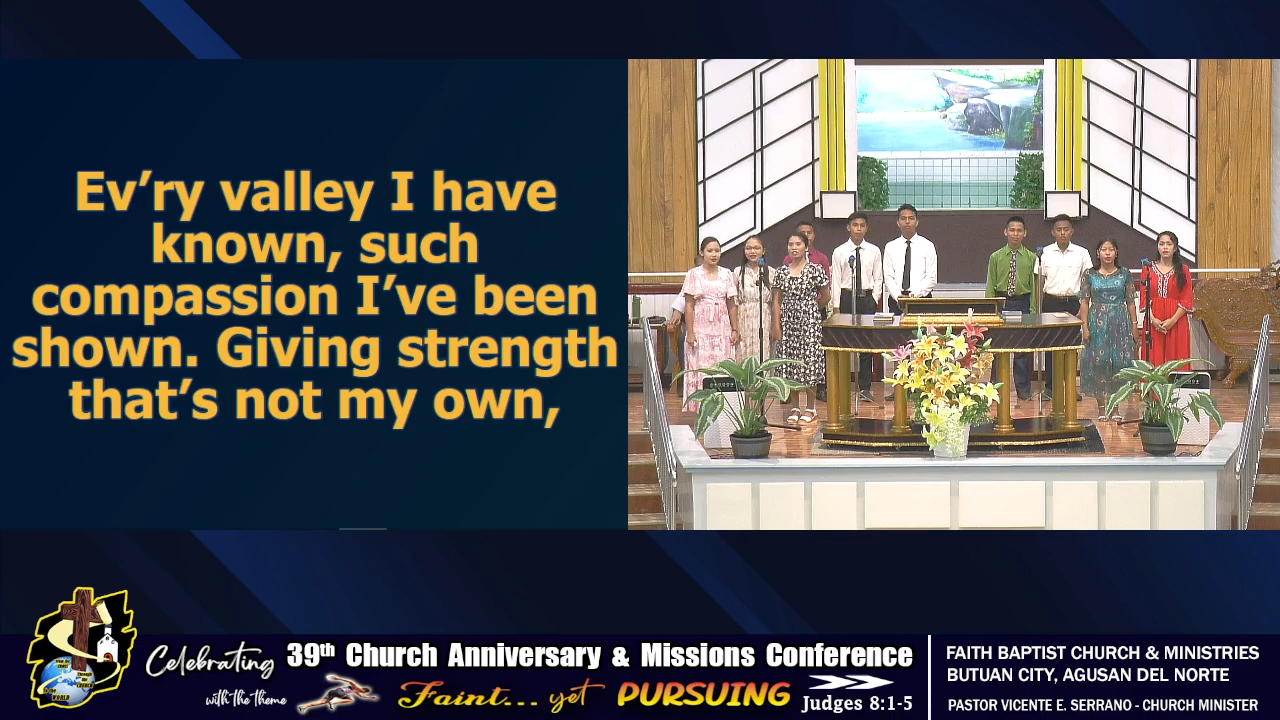 Ev’ry valley I have
known, such
compassion I’ve been
shown. Giving strength
that’s not my own,
Celebrating 39th Church Anniversary & Missions Conference
with the theme Faint... yet PURSUING Judges 8:1-5
FAITH BAPTIST CHURCH & MINISTRIES
BUTUAN CITY, AGUSAN DEL NORTE
PASTOR VICENTE E. SERRANO - CHURCH MINISTER